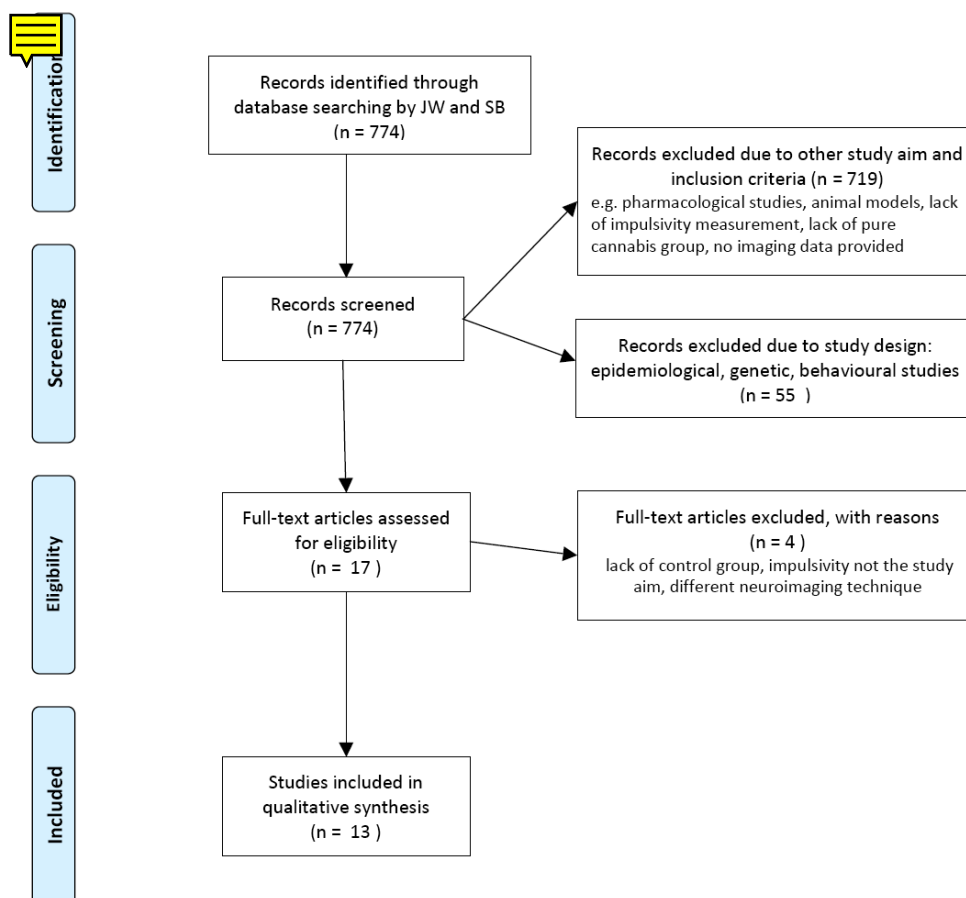 Identification
Records identified through
database searching by JW and SB
(n = 774)
Records excluded due to other study aim and
inclusion criteria (n = 719)
e.g. pharmacological studies, animal models, lack
of impulsivity measurement, lack of pure
cannabis group, no imaging data provided
Screening
Records screened
(n = 774)
Records excluded due to study design:
epidemiological, genetic, behavioural studies
(n = 55 )
Eligibility
Full-text articles assessed
for eligibility
(n = 17 )
Full-text articles excluded, with reasons
(n = 4 )
lack of control group, impulsivity not the study
aim, different neuroimaging technique
Included
Studies included in
qualitative synthesis
(n = 13 )